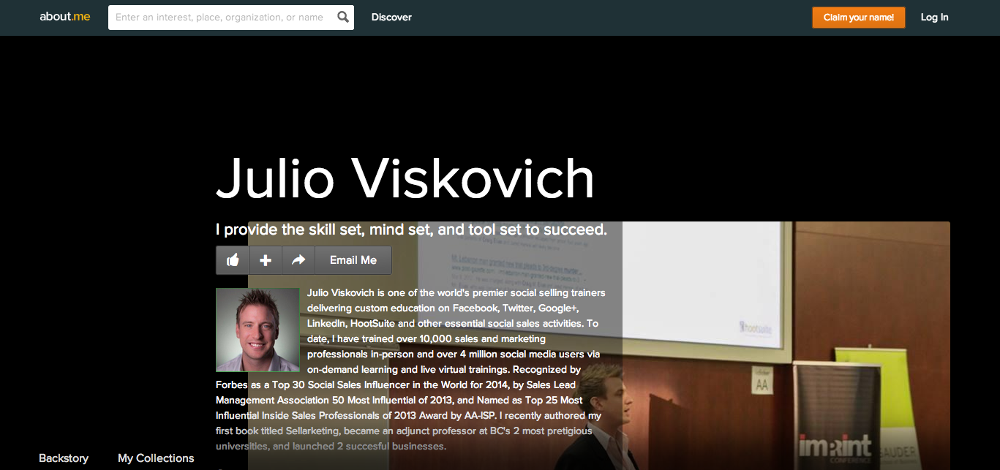 about.me
Enter an interest, place, organization, or name
Discover
Claim your name!
Log In
Julio Viskovich
I provide the skill set, mind set, and tool set to succeed.
Email Me
Julio Viskovich is one of the world's premier social selling trainers
delivering custom education on Facebook, Twitter, Google+,
LinkedIn, HootSuite and other essential social sales activities. To
date, I have trained over 10,000 sales and marketing
professionals in-person and over 4 million social media users via
on-demand learning and live virtual trainings. Recognized by
Forbes as a Top 30 Social Sales Influencer in the World for 2014, by Sales Lead
Management Association 50 Most Influential of 2013, and Named as Top 25 Most
Influential Inside Sales Professionals of 2013 Award by AA-ISP. I recently authored my
first book titled Sellarketing, became an adjunct professor at BC's 2 most pretigious
universities, and launched 2 succesful businesses.
hootsuite
AA
imprint
CONFERENCE
SAUDER
Backstory
My Collections